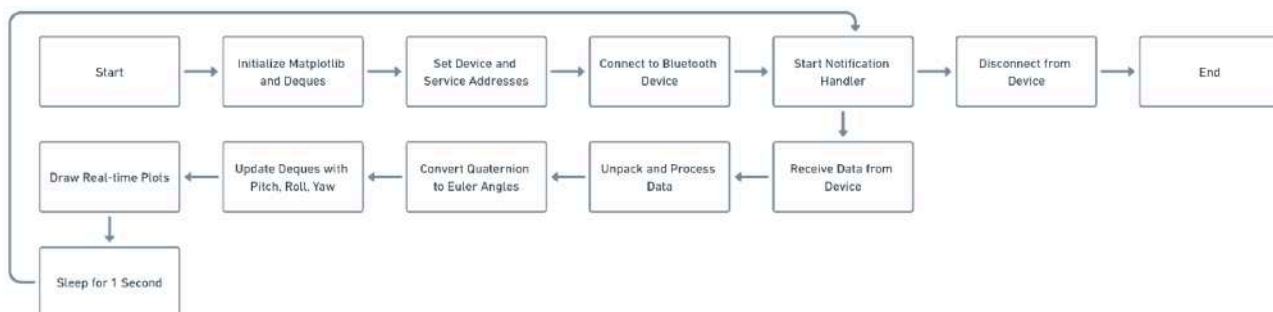 Start
Initialize Matplotlib
and Deques
Set Device and
Service Addresses
Connect to Bluetooth
Device
Start Notification
Handler
Disconnect from
Device
End
Draw Real-time Plots
Update Deques with
Pitch, Roll, Yaw
Convert Quaternion
to Euler Angles
Unpack and Process
Data
Receive Data from
Device
Sleep for 1 Second